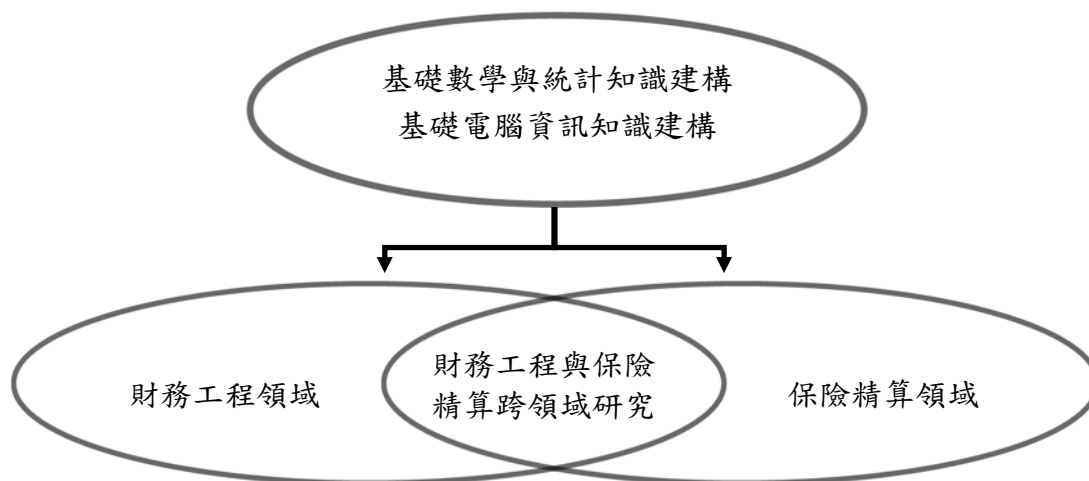 基礎數學與統計知識建構
基礎電腦資訊知識建構
財務工程領域
財務工程與保險
精算跨領域研究
保險精算領域